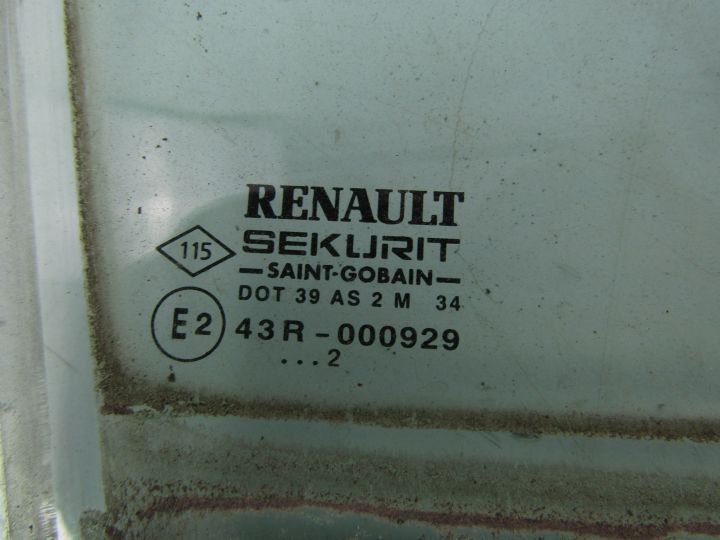 RENAULT
115 SEKURIT
SAINT-GOBAIN
DOT 39 AS 2 M 34
E2 43R-000929
...2